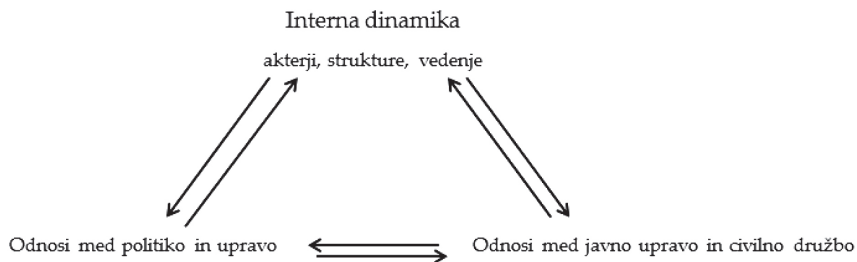 Interna dinamika
akterji, strukture, vedenje
Odnosi med politiko in upravo
Odnosi med javno upravo in civilno družbo